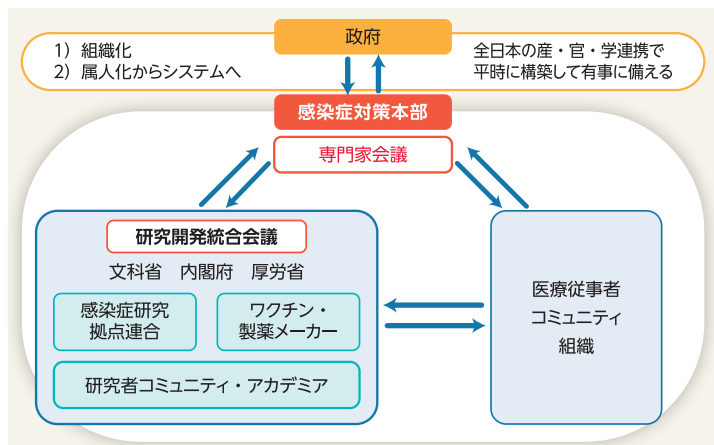 政府
1）組織化
2）属人化からシステムへ
全日本の産・官・学連携で
平時に構築して有事に備える
感染症対策本部
専門家会議
研究開発統合会議
文科省 内閣府 厚労省
感染症研究
拠点連合
ワクチン・
製薬メーカー
研究者コミュニティ・アカデミア
医療従事者
コミュニティ
組織